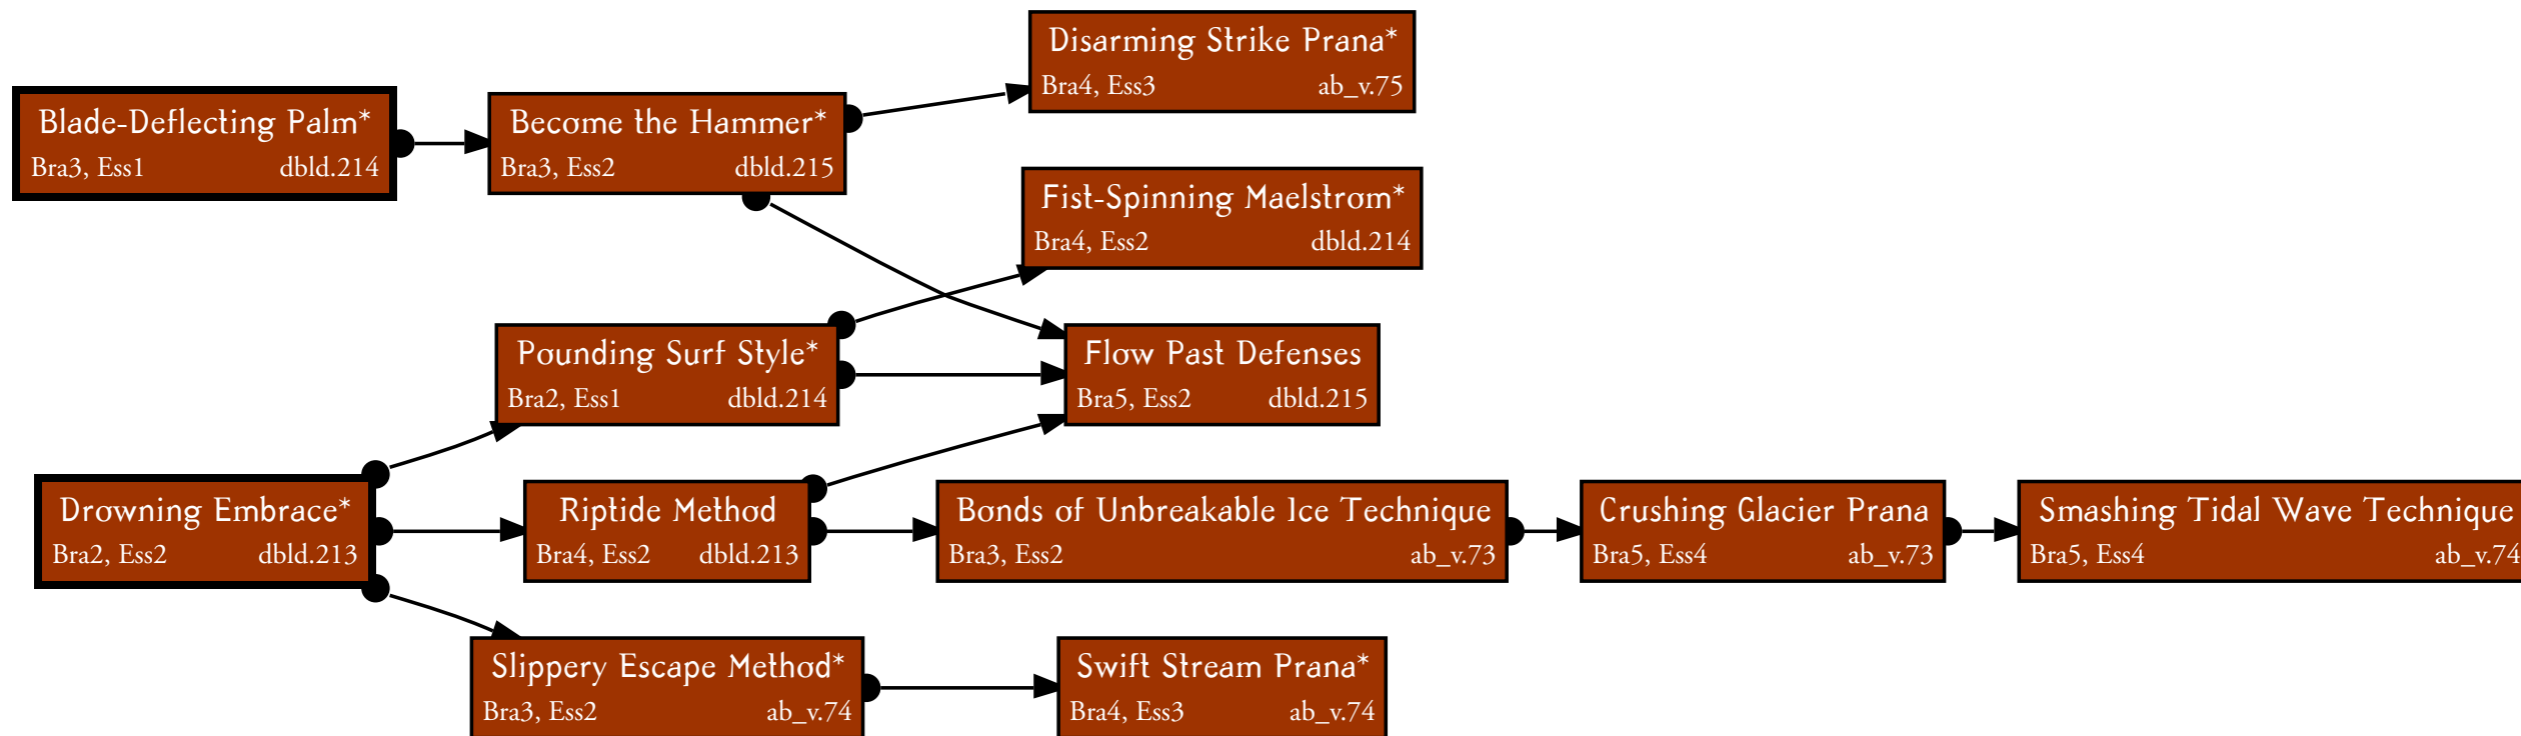 Disarming Strike Prana*
Bra4, Ess3 ab_v.75
Blade-Deflecting Palm*
Bra3, Ess1 dbld.214
Become the Hammer*
Bra3, Ess2 dbld.215
Fist-Spinning Maelstrom*
Bra4, Ess2 dbld.214
Pounding Surf Style*
Bra2, Ess1 dbld.214
Flow Past Defenses
Bra5, Ess2 dbld.215
Drowning Embrace*
Bra2, Ess2 dbld.213
Riptide Method
Bra4, Ess2 dbld.213
Bonds of Unbreakable Ice Technique
Bra3, Ess2 ab_v.73
Crushing Glacier Prana
Bra5, Ess4 ab_v.73
Smashing Tidal Wave Technique
Bra5, Ess4 ab_v.74
Slippery Escape Method*
Bra3, Ess2 ab_v.74
Swift Stream Prana*
Bra4, Ess3 ab_v.74